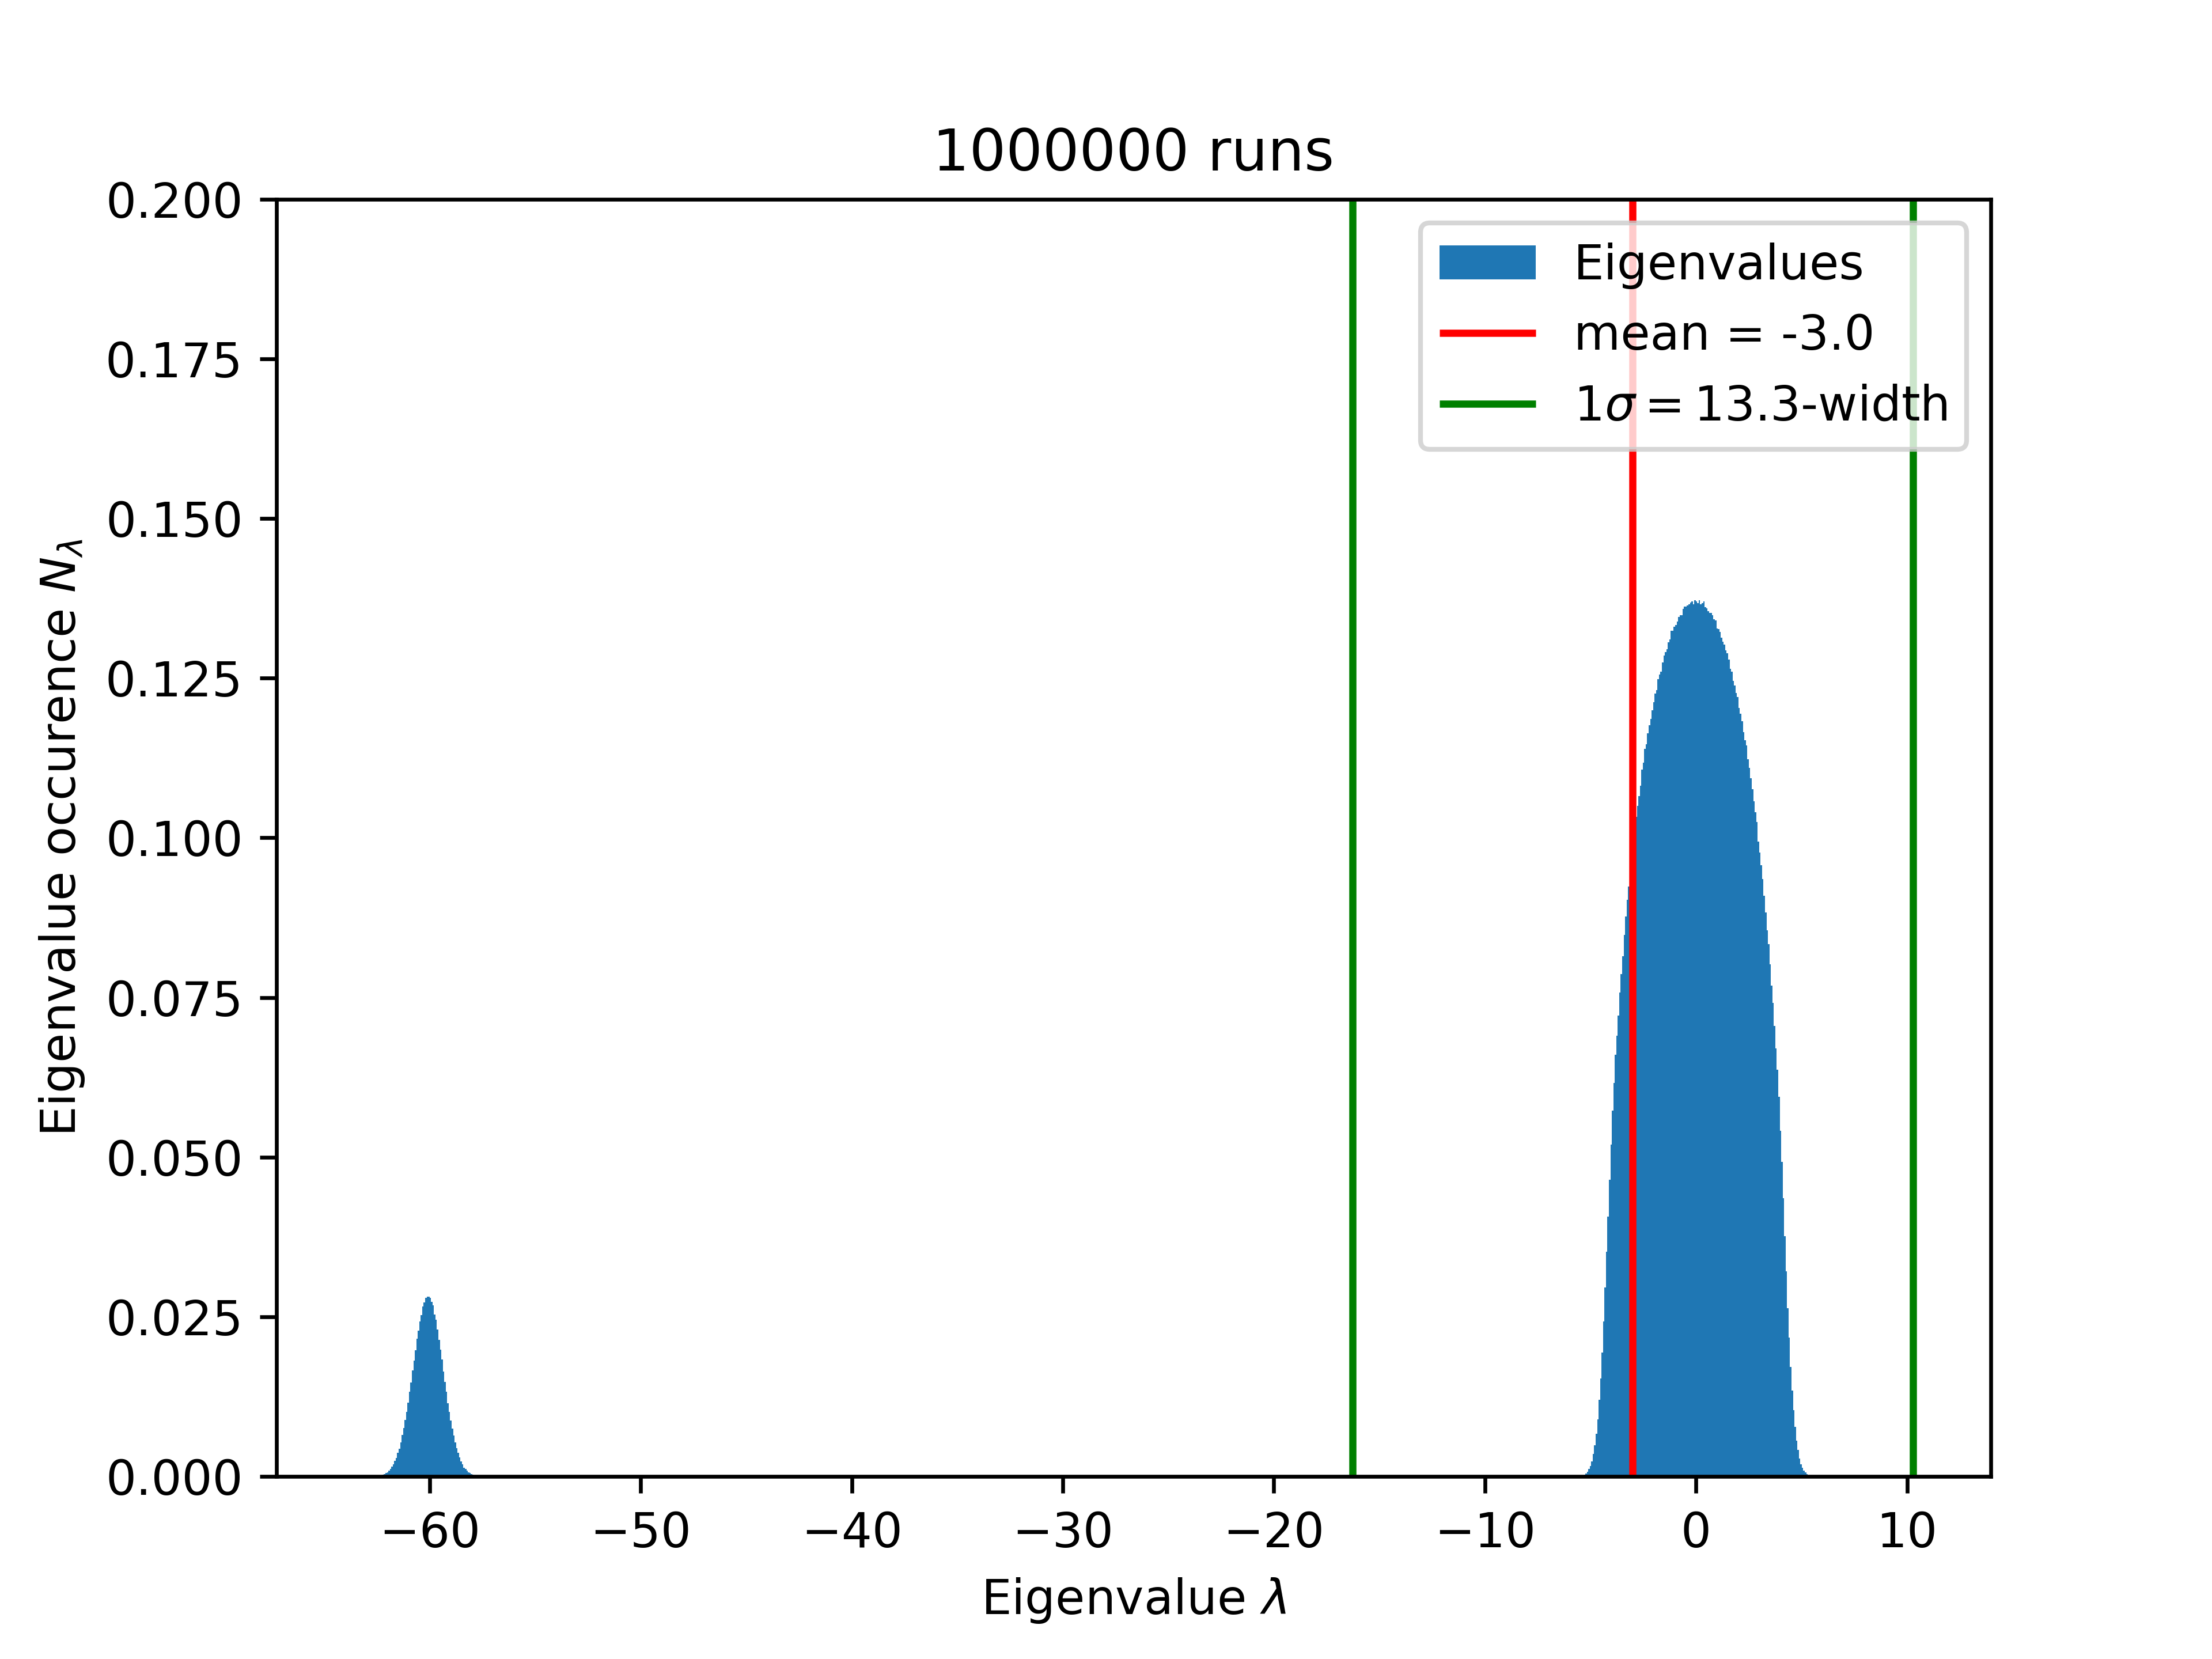 1000000 runs
0.200
0.175
0.150
0.125
0.100
0.075
0.050
0.025
0.000
Eigenvalue occurence Nλ
Eigenvalues
mean = -3.0
1σ = 13.3-width
−60 −50 −40 −30 −20 −10 0 10
Eigenvalue λ